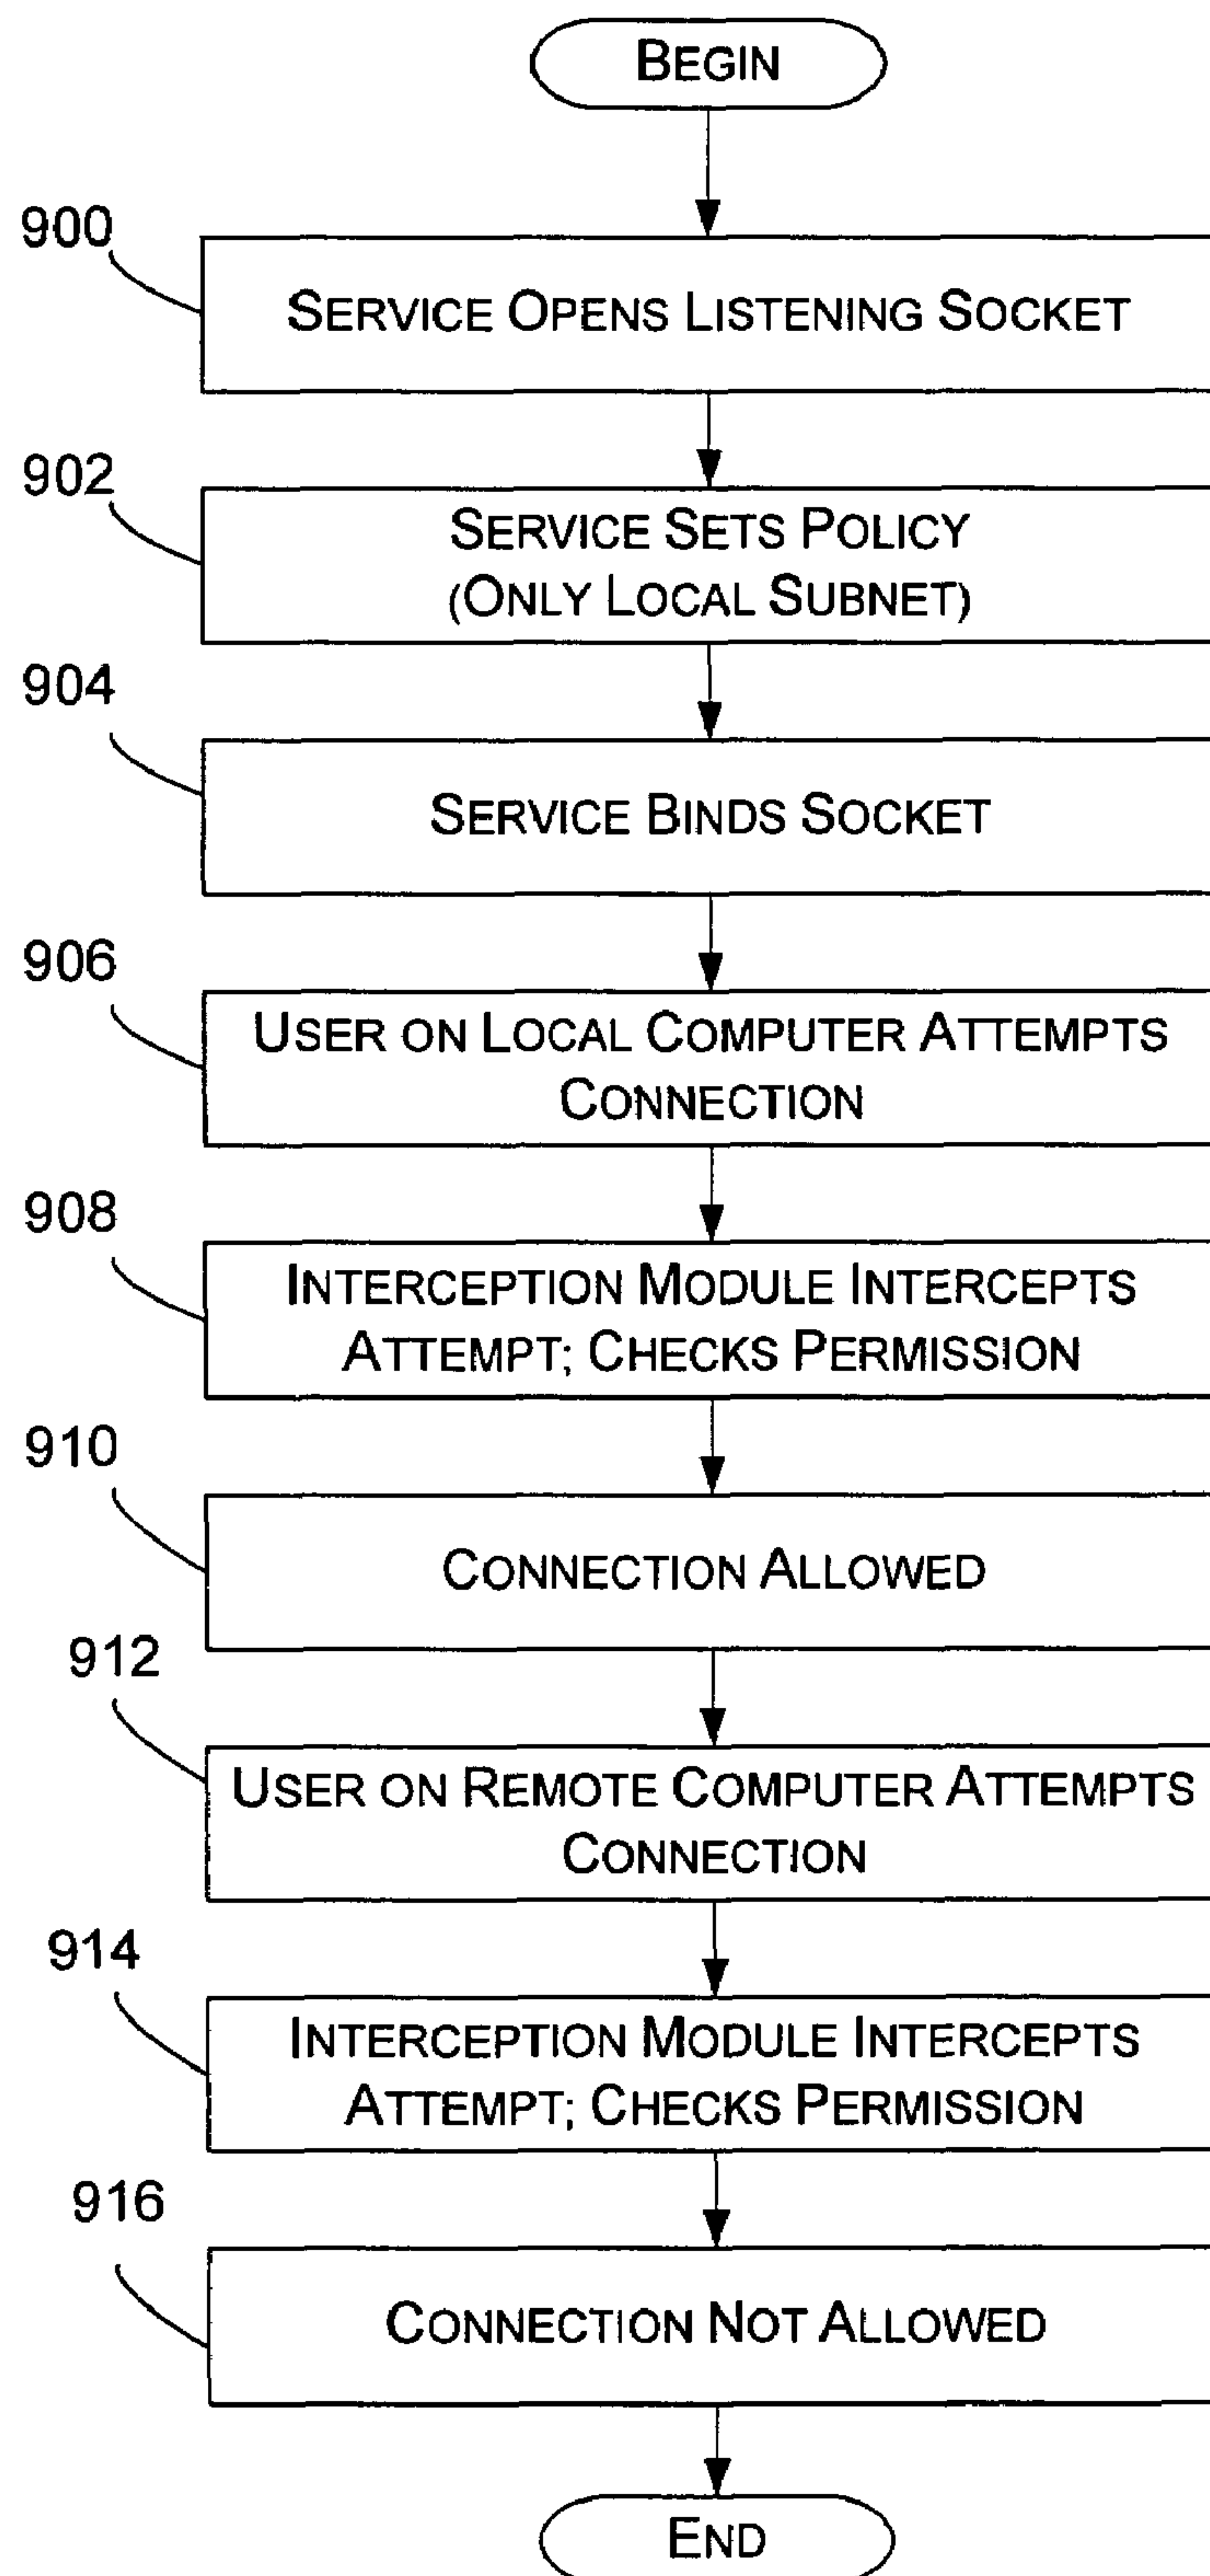 BEGIN
900
SERVICE OPENS LISTENING SOCKET
902
SERVICE SETS POLICY
(ONLY LOCAL SUBNET)
904
SERVICE BINDS SOCKET
906
USER ON LOCAL COMPUTER ATTEMPTS
CONNECTION
908
INTERCEPTION MODULE INTERCEPTS
ATTEMPT; CHECKS PERMISSION
910
CONNECTION ALLOWED
912
USER ON REMOTE COMPUTER ATTEMPTS
CONNECTION
914
INTERCEPTION MODULE INTERCEPTS
ATTEMPT; CHECKS PERMISSION
916
CONNECTION NOT ALLOWED
END